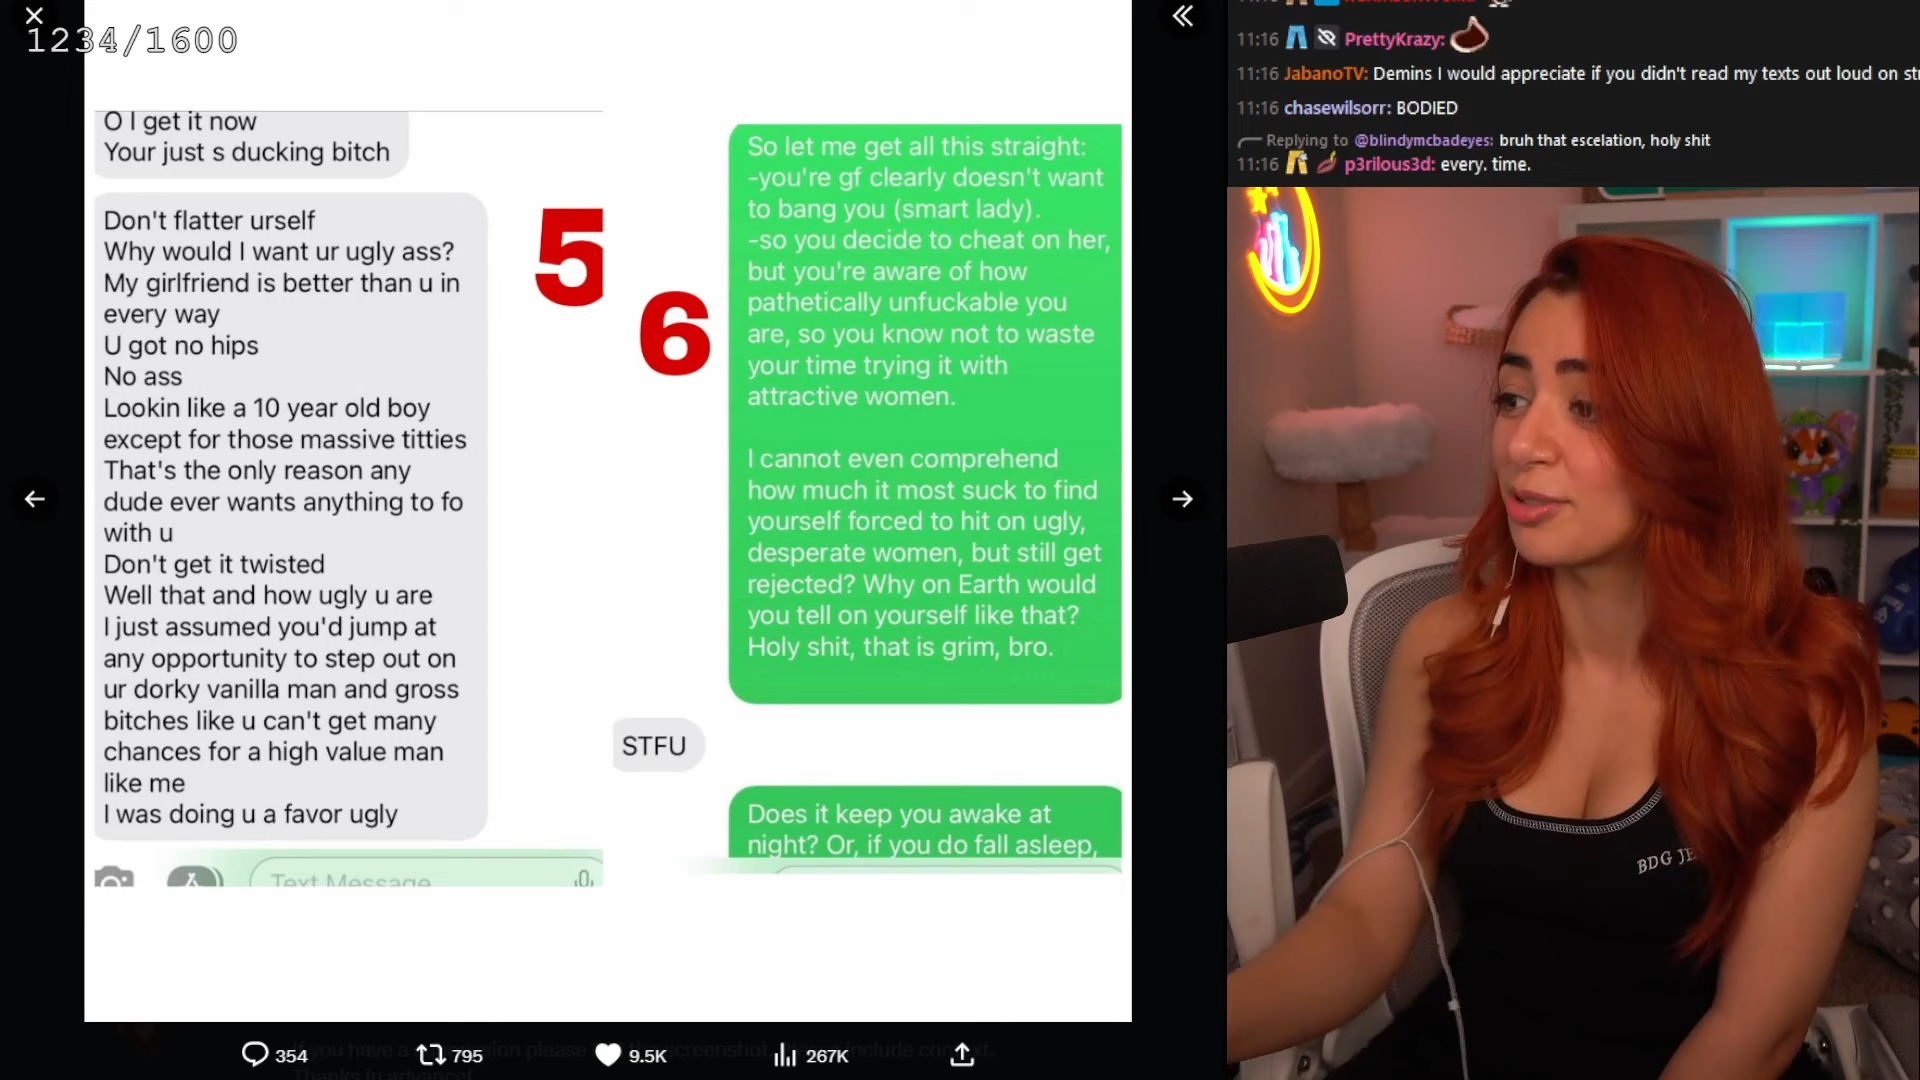 1234/1600
O I get it now
Your just s ducking bitch
Don't flatter urself
Why would I want ur ugly ass?
My girlfriend is better than u in
every way
U got no hips
No ass
Lookin like a 10 year old boy
except for those massive titties
That's the only reason any
dude ever wants anything to fo
with u
Don't get it twisted
Well that and how ugly u are
I just assumed you'd jump at
any opportunity to step out on
ur dorky vanilla man and gross
bitches like u can't get many
chances for a high value man
like me
I was doing u a favor ugly
Text Message
5
6
So let me get all this straight:
-you're gf clearly doesn't want
to bang you (smart lady).
-so you decide to cheat on her,
but you're aware of how
pathetically unfuckable you
are, so you know not to waste
your time trying it with
attractive women.
I cannot even comprehend
how much it most suck to find
yourself forced to hit on ugly,
desperate women, but still get
rejected? Why on Earth would
you tell on yourself like that?
Holy shit, that is grim, bro.
STFU
Does it keep you awake at
night? Or, if you do fall asleep,
354 795 9.5K 267K
11:16 PrettyKrazy:
11:16 JabanoTV: Demins I would appreciate if you didn't read my texts out loud on
11:16 chasewilsorr: BODIED
Replying to @blindymcbadeyes: bruh that escelation, holy shit
11:16 p3rilous3d: every. time.
BDG